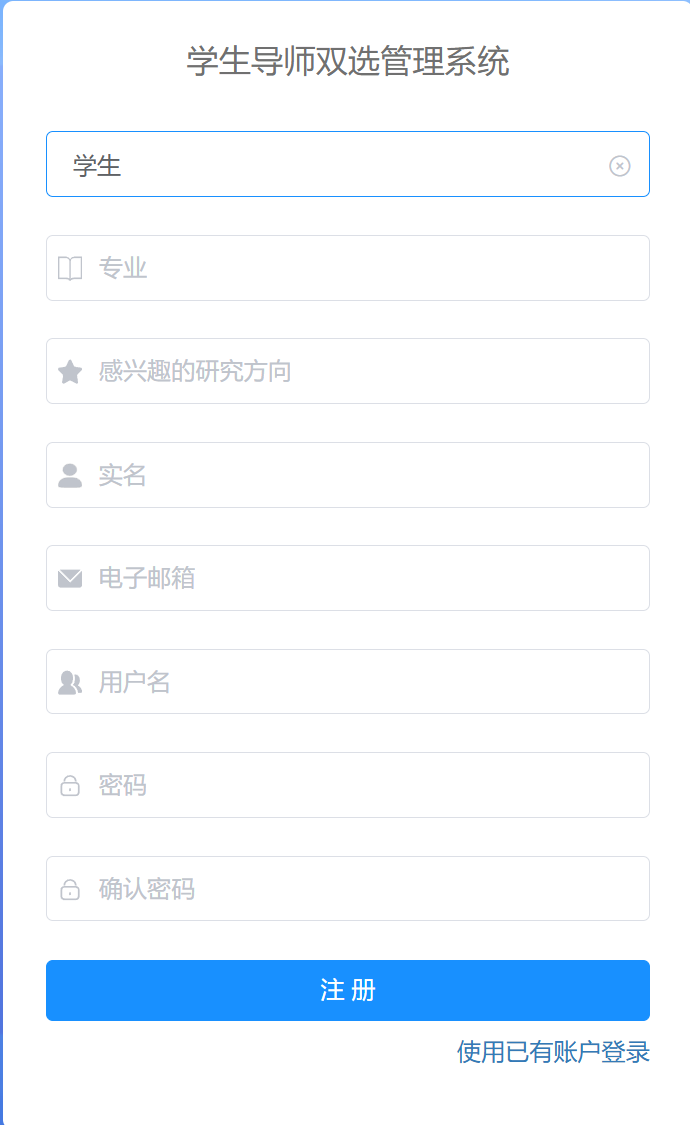 学生导师双选管理系统
学生
专业
感兴趣的研究方向
实名
电子邮箱
用户名
密码
确认密码
注 册
使用已有账户登录